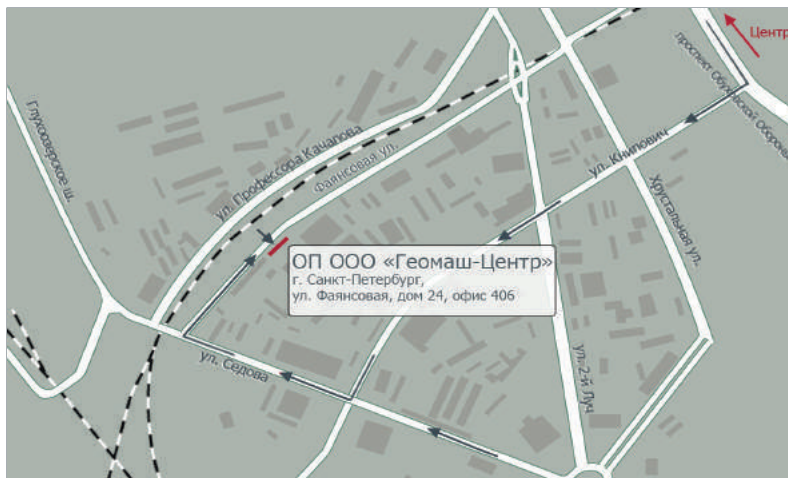 Центр
проспект Обуховской Обороны
Глухоозерское ш.
ул. Профессора Качалова
Фаянсовая ул.
ул. Книпович
Хрустальная ул.
ОП ООО «Геомаш-Центр»
г. Санкт-Петербург,
ул. Фаянсовая, дом 24, офис 406
ул. Седова
ул. 2-й Луч